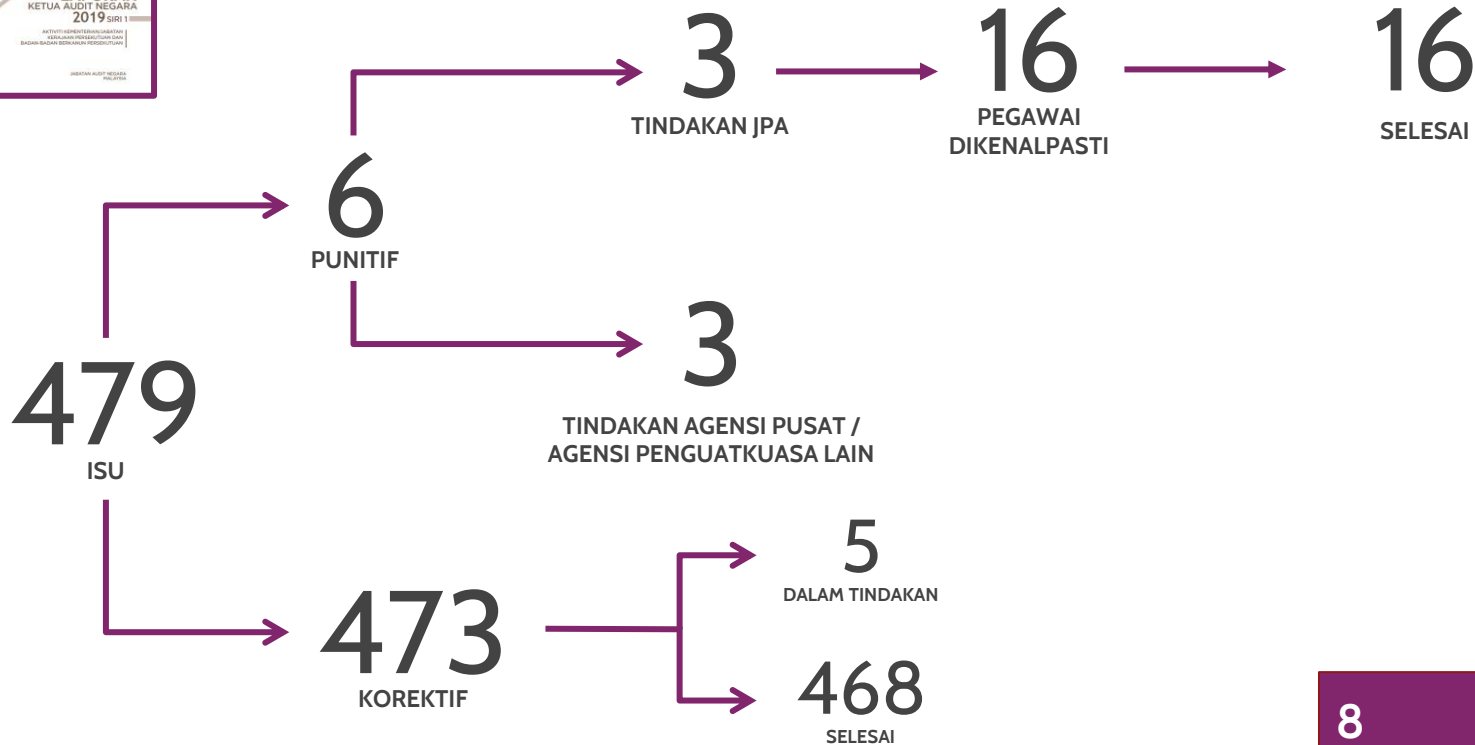 KETUA AUDIT NEGARA
2019 SIRI 1
AKTIVITI KEMENTERIAN/JABATAN
KERAJAAN PERSEKUTUAN DAN
BADAN-BADAN BERKANUN PERSEKUTUAN
JABATAN AUDIT NEGARA
MALAYSIA
3
TINDAKAN JPA
16
PEGAWAI
DIKENALPASTI
16
SELESAI
6
PUNITIF
3
TINDAKAN AGENSI PUSAT /
AGENSI PENGUATKUASA LAIN
479
ISU
473
KOREKTIF
5
DALAM TINDAKAN
468
SELESAI
8